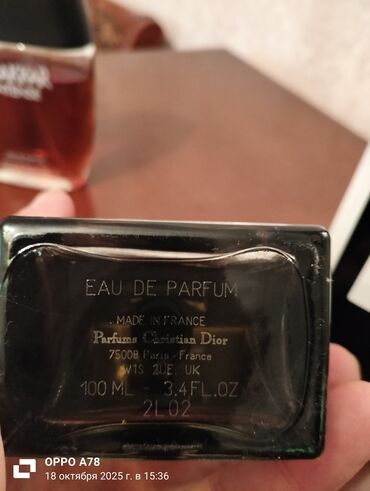 EAU DE PARFUM
MADE IN FRANCE
Parfums Christian Dior
75008 Paris - France
W1S 2UE. UK
100 ML - 3.4 FL.OZ
2L02
OPPO A78
18 октября 2025 г. в 15:36